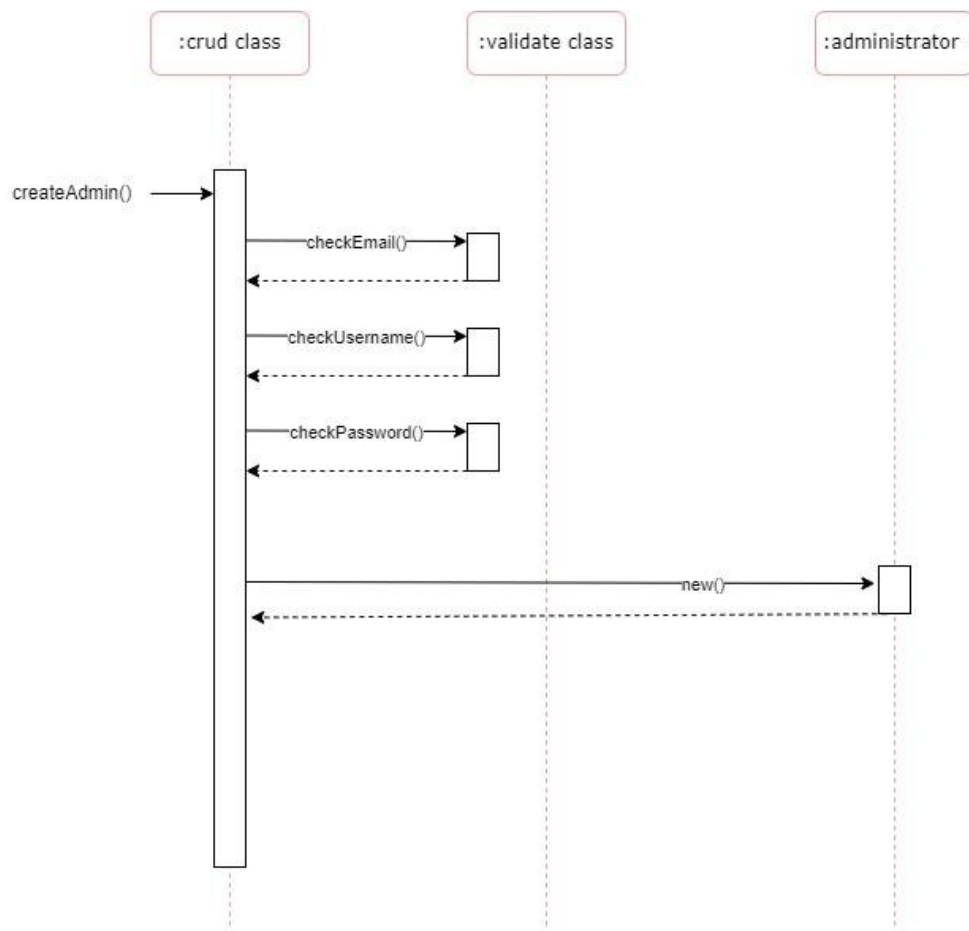 :crud class
:validate class
:administrator
createAdmin()
checkEmail()
checkUsername()
checkPassword()
new()